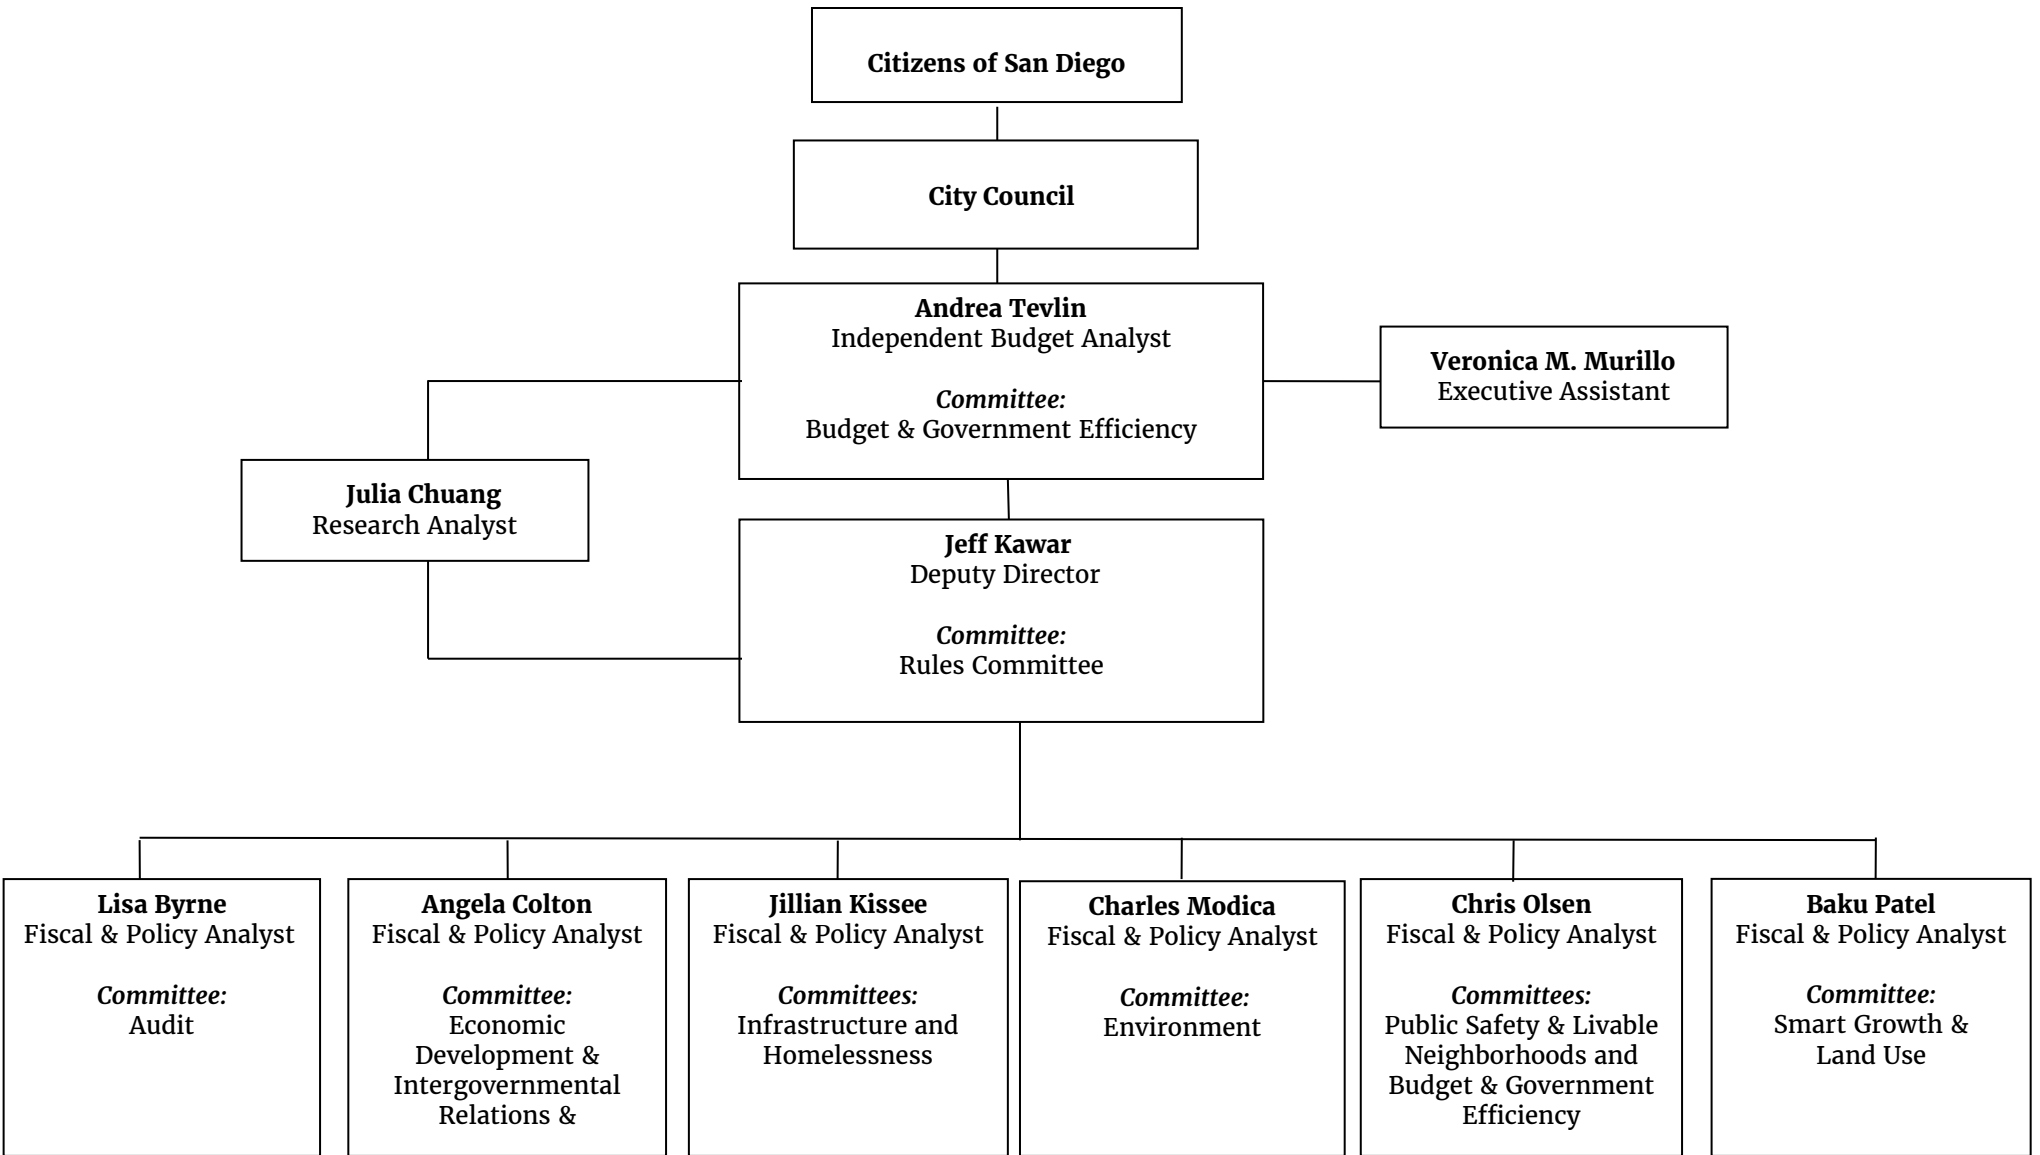 Citizens of San Diego
City Council
Andrea Tevlin
Independent Budget Analyst
Committee:
Budget & Government Efficiency
Veronica M. Murillo
Executive Assistant
Julia Chuang
Research Analyst
Jeff Kawar
Deputy Director
Committee:
Rules Committee
Lisa Byrne
Fiscal & Policy Analyst
Committee:
Audit
Angela Colton
Fiscal & Policy Analyst
Committee:
Economic
Development &
Intergovernmental
Relations &
Jillian Kissee
Fiscal & Policy Analyst
Committees:
Infrastructure and
Homelessness
Charles Modica
Fiscal & Policy Analyst
Committee:
Environment
Chris Olsen
Fiscal & Policy Analyst
Committees:
Public Safety & Livable
Neighborhoods and
Budget & Government
Efficiency
Baku Patel
Fiscal & Policy Analyst
Committee:
Smart Growth &
Land Use